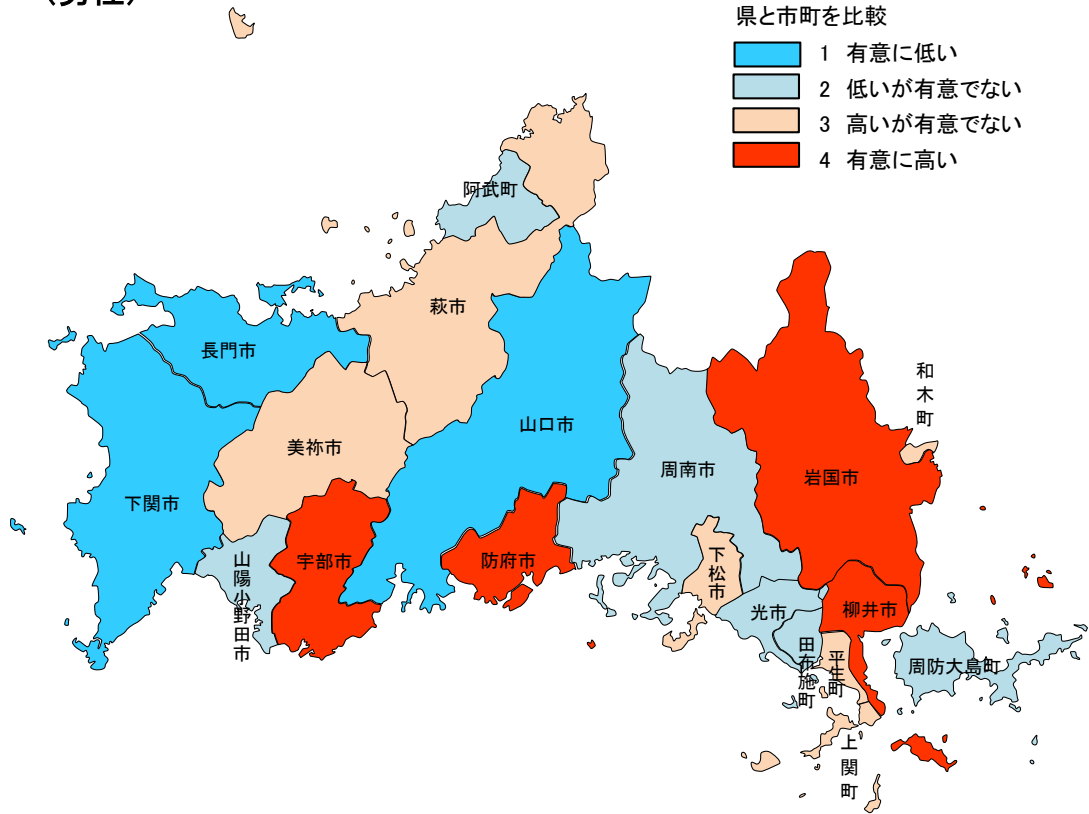 県と市町を比較
1 有意に低い
2 低いが有意でない
3 高いが有意でない
4 有意に高い
阿武町
萩市
長門市
和木町
山口市
美祢市
周南市
岩国市
下関市
山陽小野田市
宇部市
防府市
下松市
光市
柳井市
田布施町
平生町
周防大島町
上関町